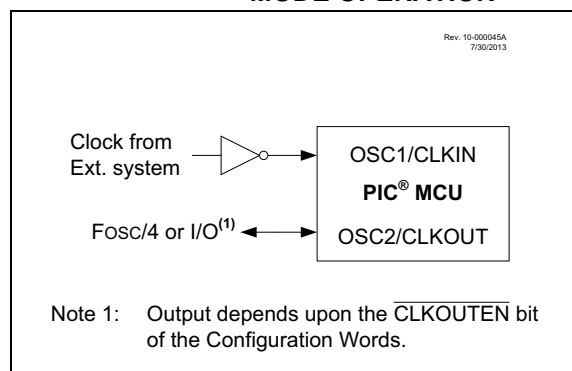 MODE OPERATION
Rev. 10-000045A
7/30/2013
Clock from
Ext. system
OSC1/CLKIN
PIC® MCU
FOSC/4 or I/O(1)
OSC2/CLKOUT
Note 1: Output depends upon the CLKOUTEN bit
of the Configuration Words.